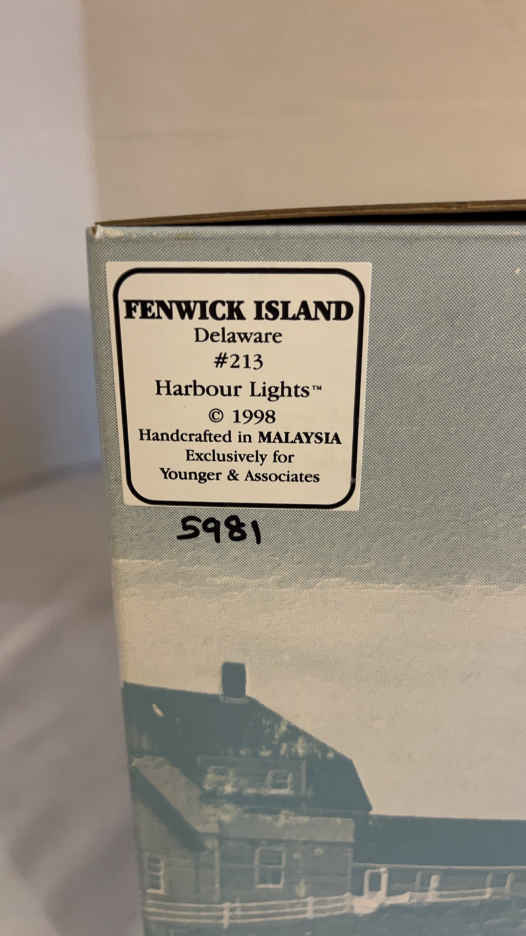 FENWICK ISLAND
Delaware
#213
Harbour Lights™
© 1998
Handcrafted in MALAYSIA
Exclusively for
Younger & Associates
5981